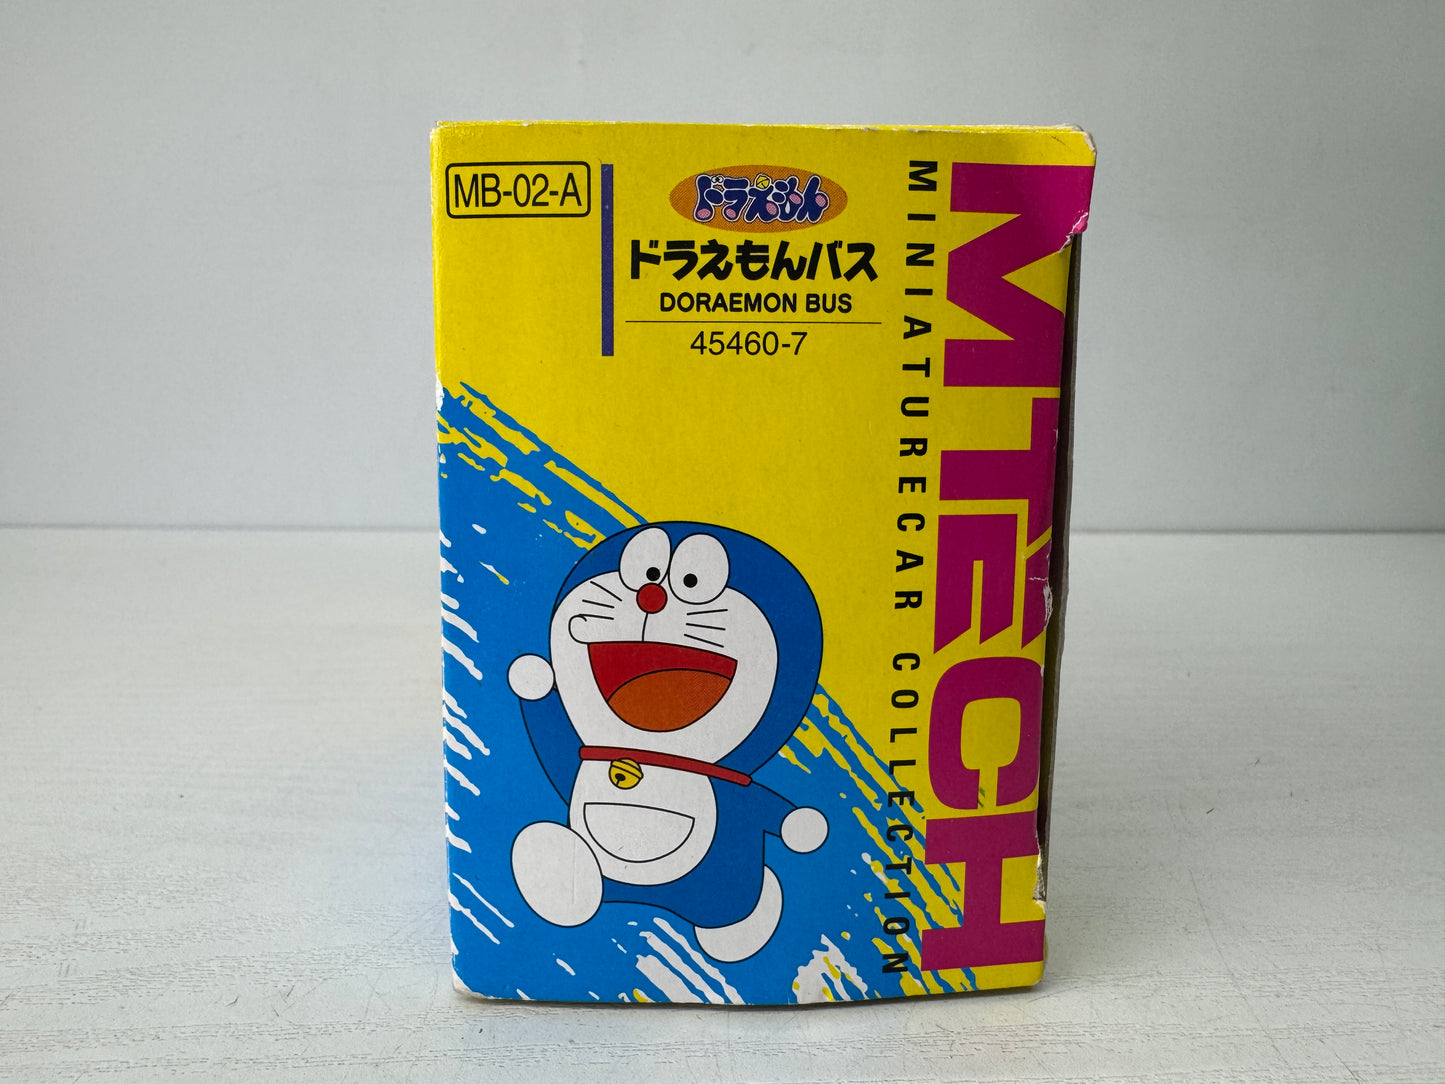 MB-02-A
ドラえもん
ドラえもんバス
DORAEMON BUS
45460-7
MINIATURECAR COLLECTION
MTECH